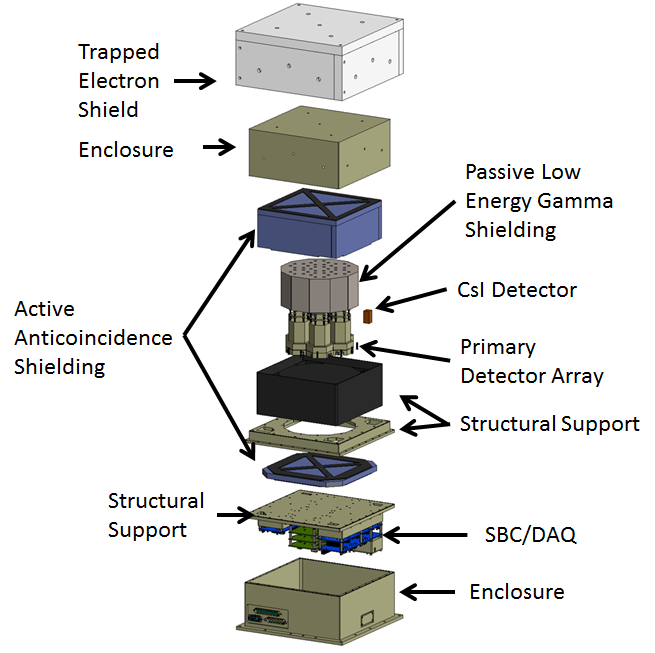 Trapped
Electron
Shield
Enclosure
Passive Low
Energy Gamma
Shielding
CsI Detector
Active
Anticoincidence
Shielding
Primary
Detector Array
Structural Support
Structural
Support
SBC/DAQ
Enclosure